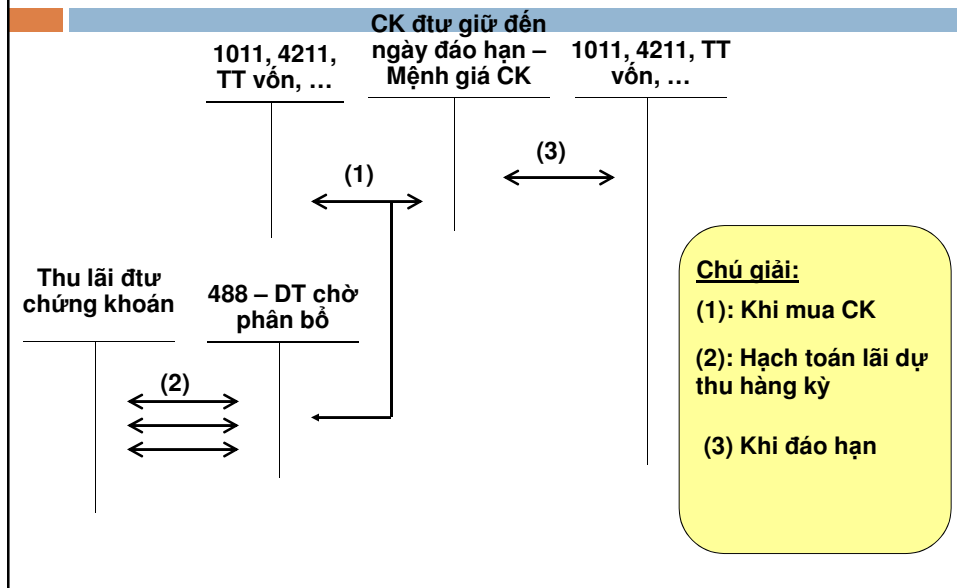 1011, 4211,
TT vốn, …
CK đtư giữ đến
ngày đáo hạn –
Mệnh giá CK
1011, 4211, TT
vốn, …
(1)
(3)
Thu lãi đtư
chứng khoán
488 – DT chờ
phân bổ
(2)
Chú giải:
(1): Khi mua CK
(2): Hạch toán lãi dự
thu hàng kỳ
(3) Khi đáo hạn